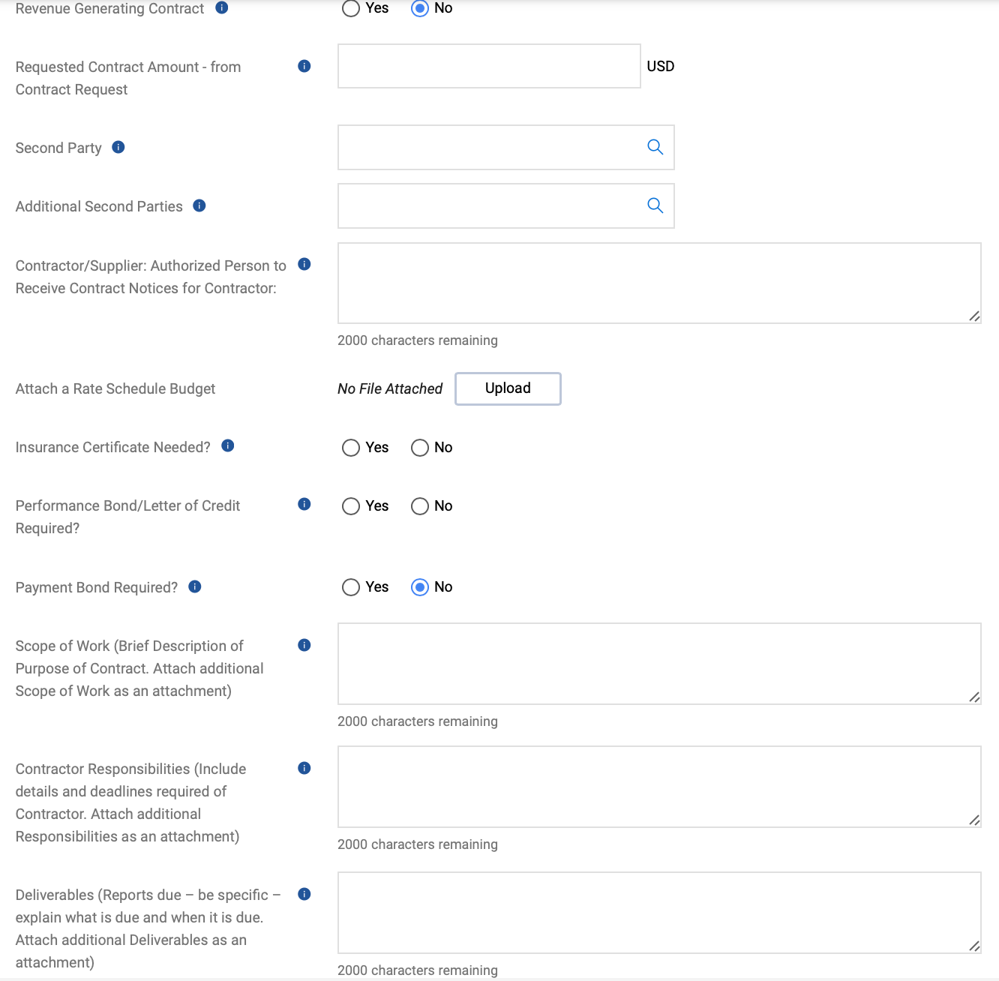 Revenue Generating Contract i Yes No
Requested Contract Amount - from i USD
Contract Request
Second Party i
Additional Second Parties i
Contractor/Supplier: Authorized Person to i
Receive Contract Notices for Contractor:
2000 characters remaining
Attach a Rate Schedule Budget No File Attached Upload
Insurance Certificate Needed? i Yes No
Performance Bond/Letter of Credit i Yes No
Required?
Payment Bond Required? i Yes No
Scope of Work (Brief Description of i
Purpose of Contract. Attach additional
Scope of Work as an attachment)
2000 characters remaining
Contractor Responsibilities (Include i
details and deadlines required of
Contractor. Attach additional
Responsibilities as an attachment)
2000 characters remaining
Deliverables (Reports due – be specific – i
explain what is due and when it is due.
Attach additional Deliverables as an
attachment)
2000 characters remaining